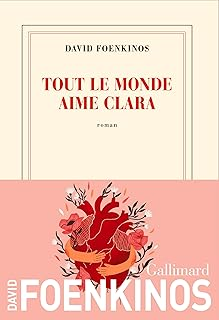 DAVID FOENKINOS
TOUT LE MONDE
AIME CLARA
roman
Gallimard
DAVID
FOENKINOS